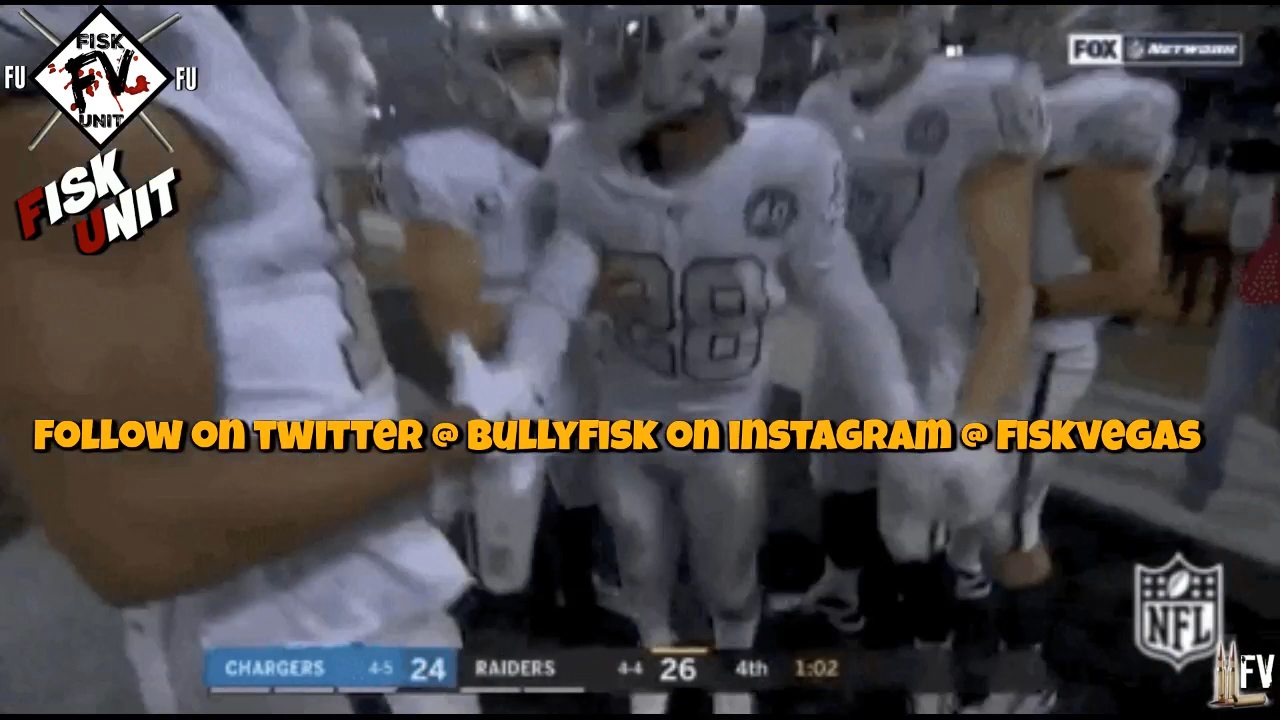 FISK
FV
FU
FU
UNIT
FISK
UNIT
FOX NFL NETWORK
40
28
FOLLOW ON TWITTER @ BULLYFISK ON INSTAGRAM @ FISKVEGAS
NFL
FV
CHARGERS 4-5 24 RAIDERS 4-4 26 4th 1:02